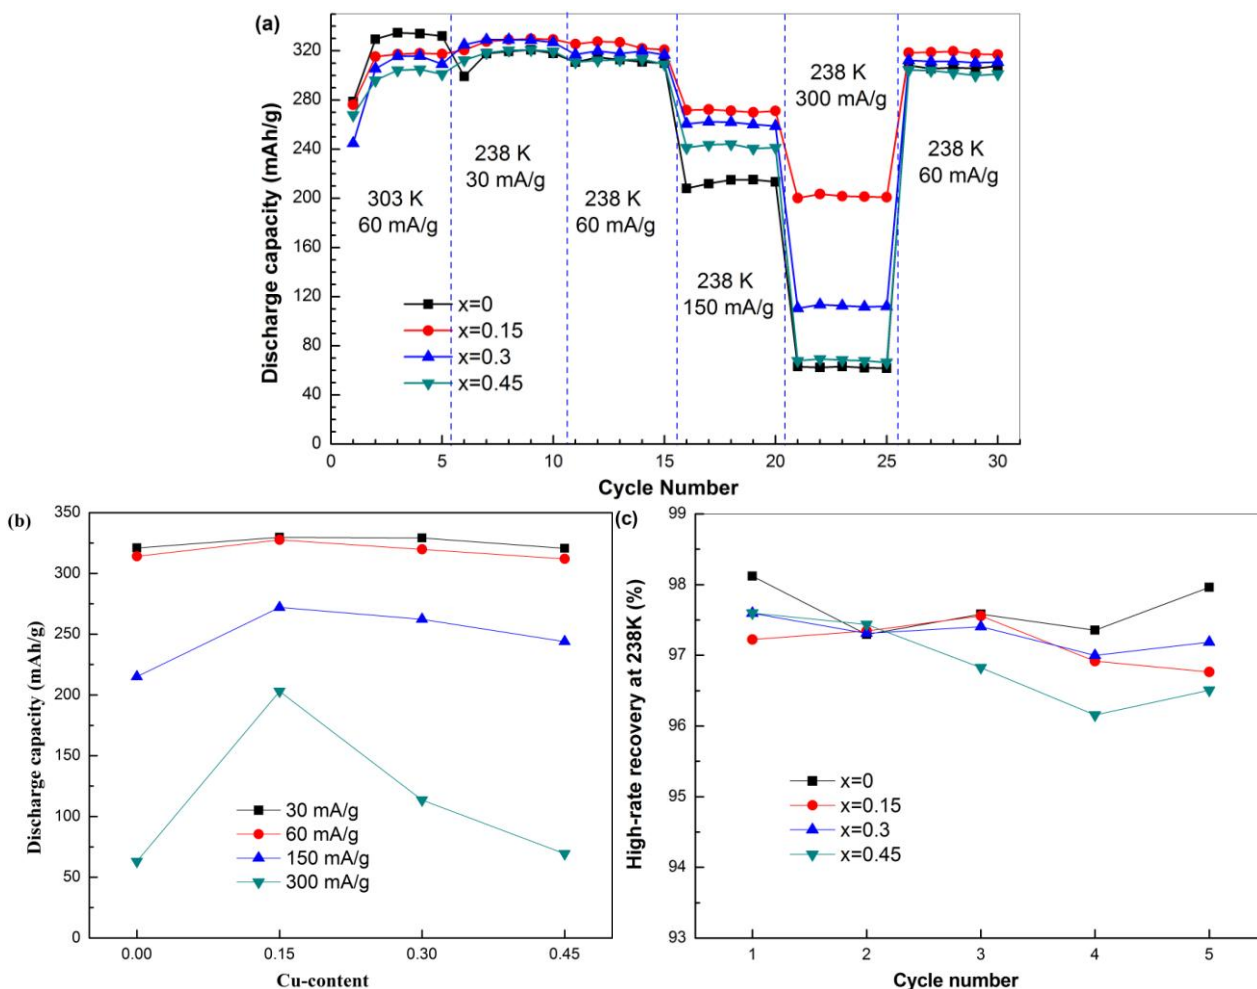 (a)
320
280
240
200
160
120
80
40
0
Discharge capacity (mAh/g)
303 K
60 mA/g
238 K
30 mA/g
238 K
60 mA/g
238 K
150 mA/g
238 K
300 mA/g
238 K
60 mA/g
x=0
x=0.15
x=0.3
x=0.45
0 5 10 15 20 25 30
Cycle Number
(b)
350
300
250
200
150
100
50
0
Discharge capacity (mAh/g)
30 mA/g
60 mA/g
150 mA/g
300 mA/g
0.00 0.15 0.30 0.45
Cu-content
(c)
99
98
97
96
95
94
93
High-rate recovery at 238K (%)
x=0
x=0.15
x=0.3
x=0.45
1 2 3 4 5
Cycle number